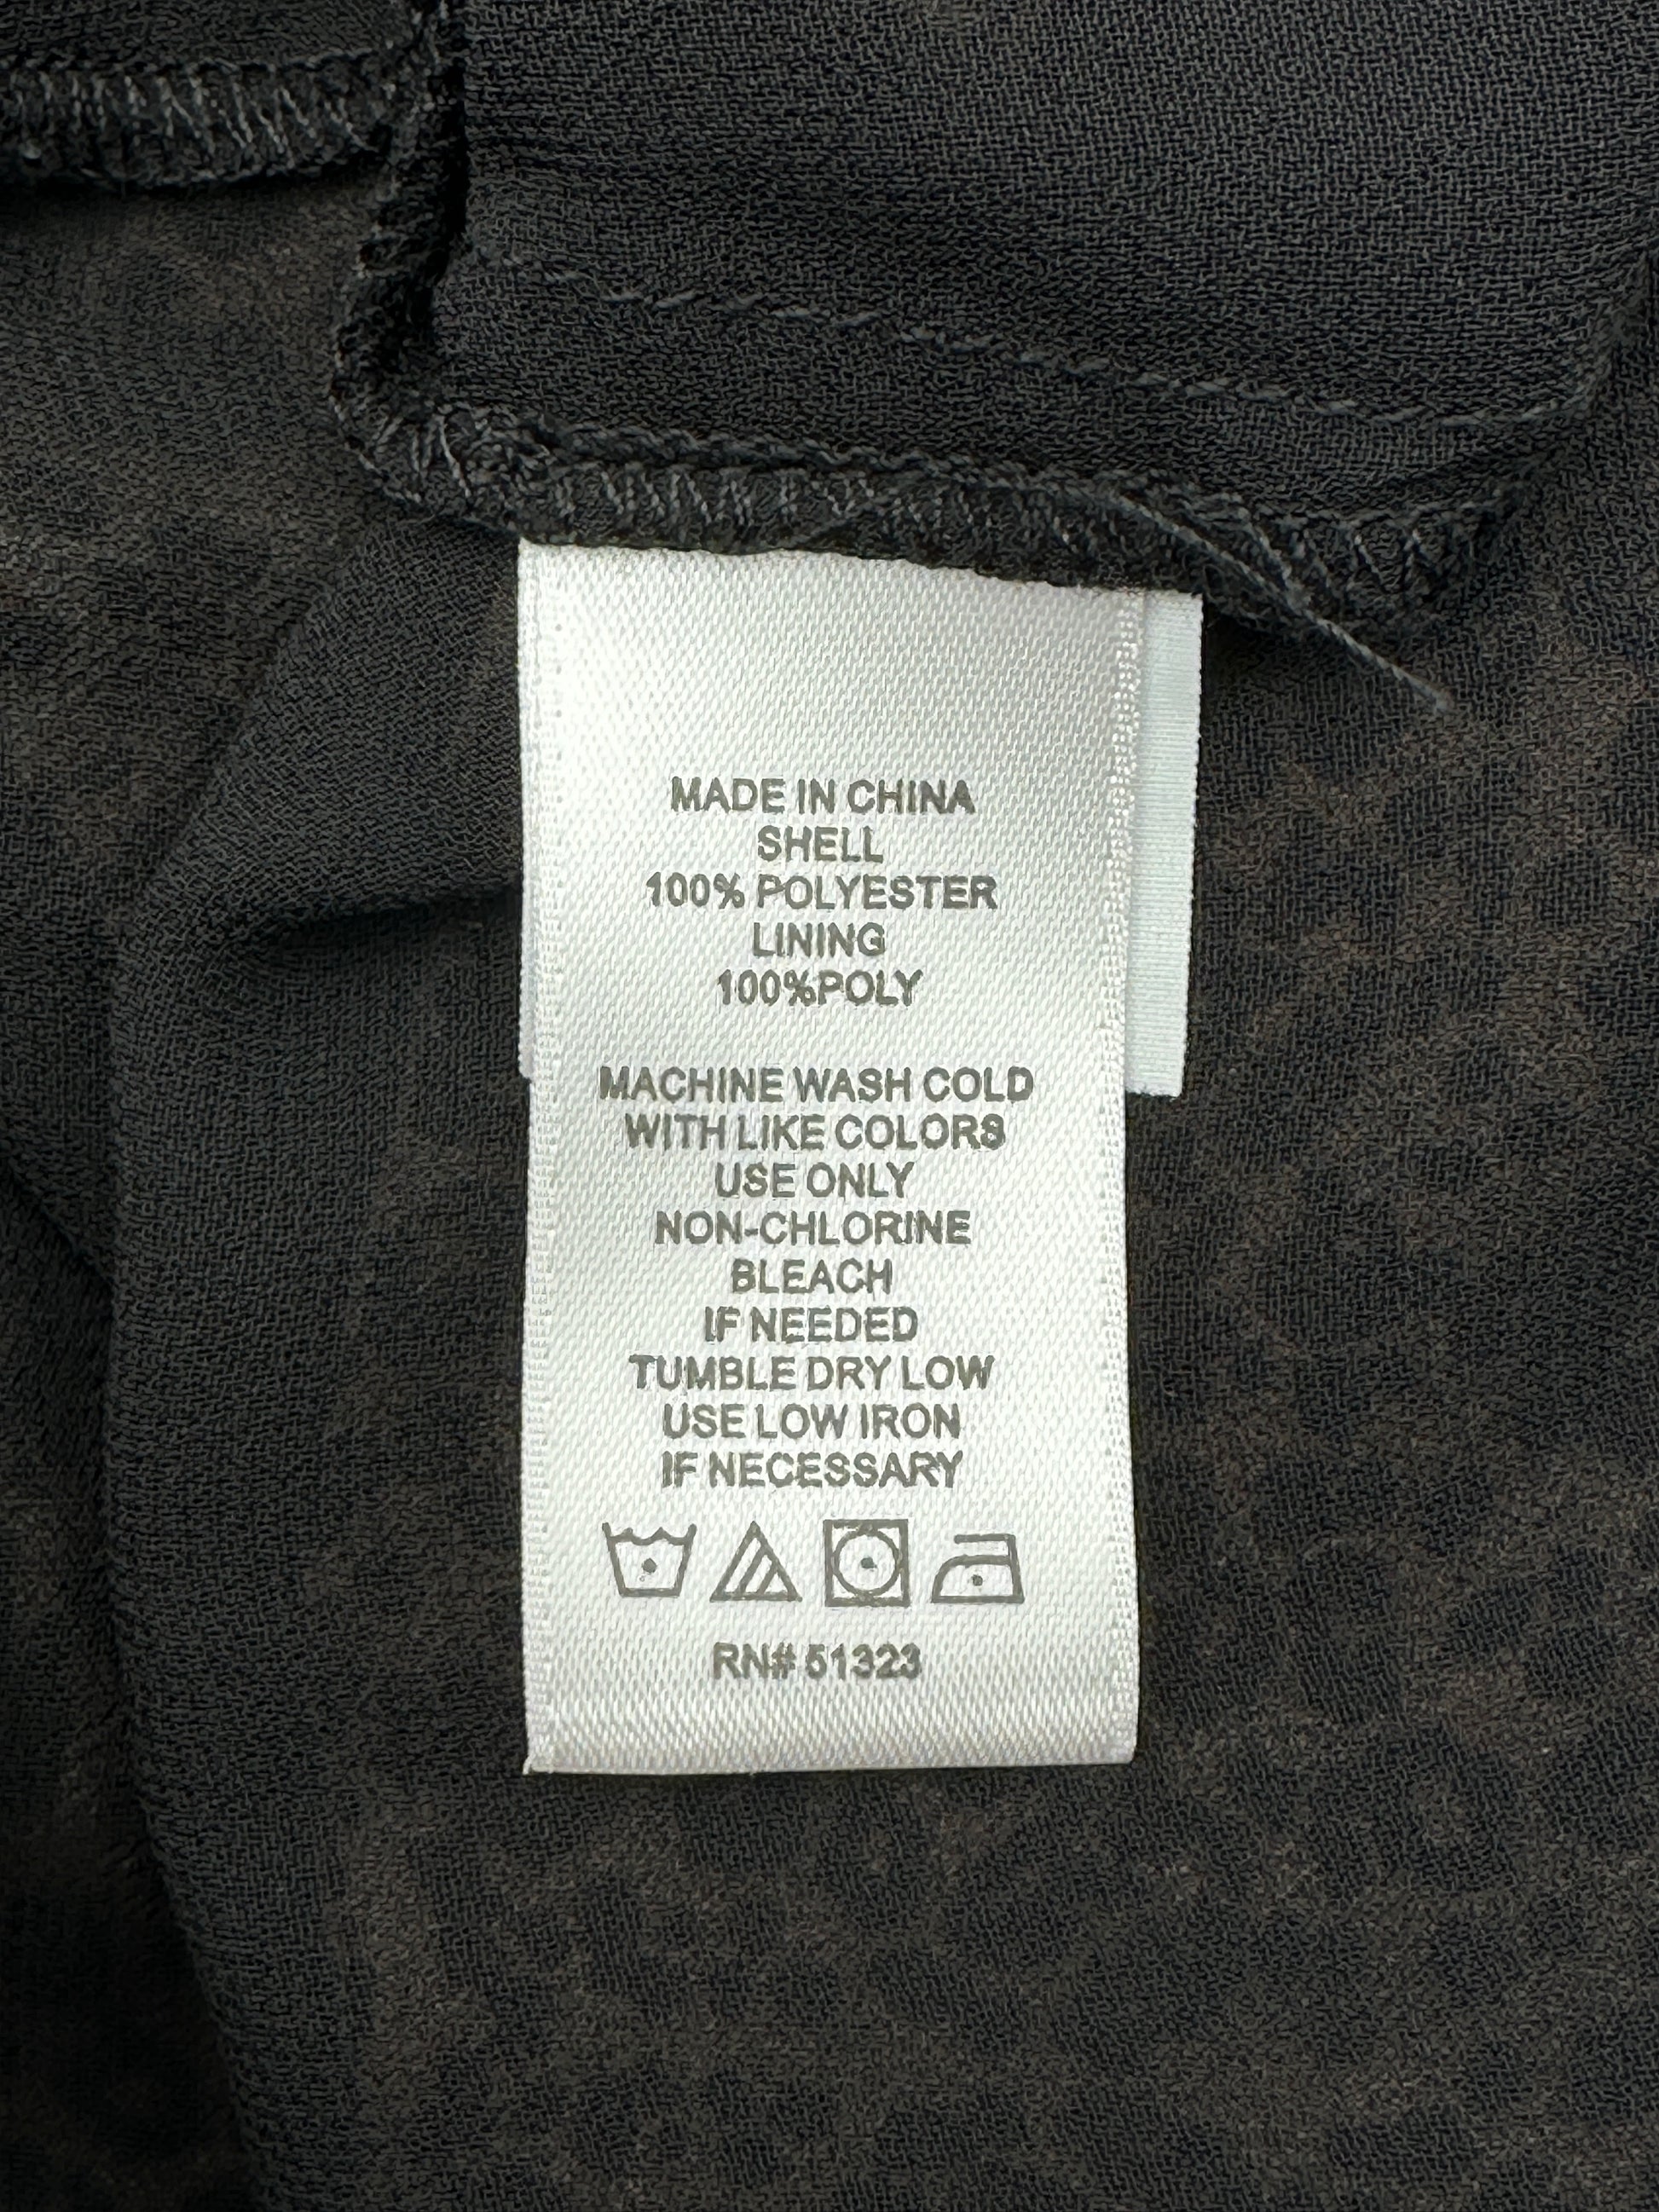 MADE IN CHINA
SHELL
100% POLYESTER
LINING
100%POLY
MACHINE WASH COLD
WITH LIKE COLORS
USE ONLY
NON-CHLORINE
BLEACH
IF NEEDED
TUMBLE DRY LOW
USE LOW IRON
IF NECESSARY
RN# 51323